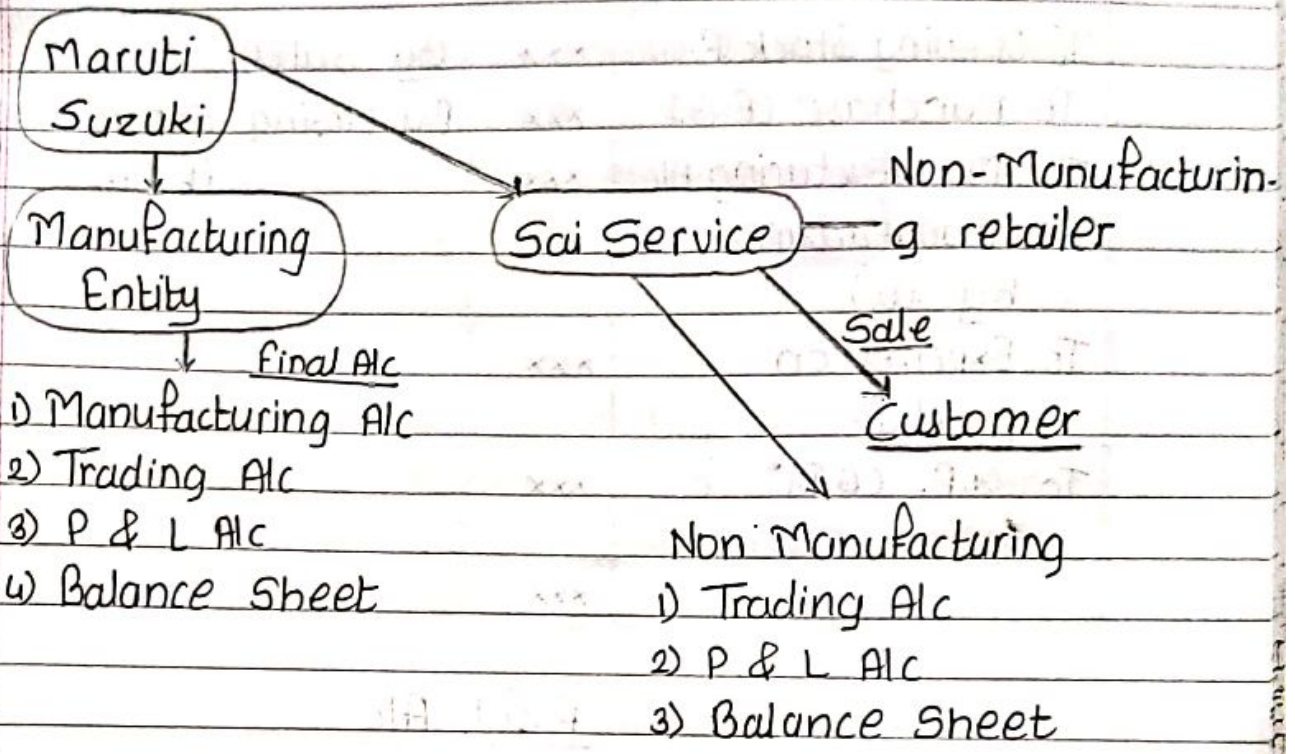 Maruti
Suzuki
Manufacturing
Entity
Sai Service
Non-Manufacturin-
g retailer
Sale
Customer
Final A/c
1) Manufacturing A/c
2) Trading A/c
3) P & L A/c
4) Balance Sheet
Non Manufacturing
1) Trading A/c
2) P & L A/c
3) Balance Sheet